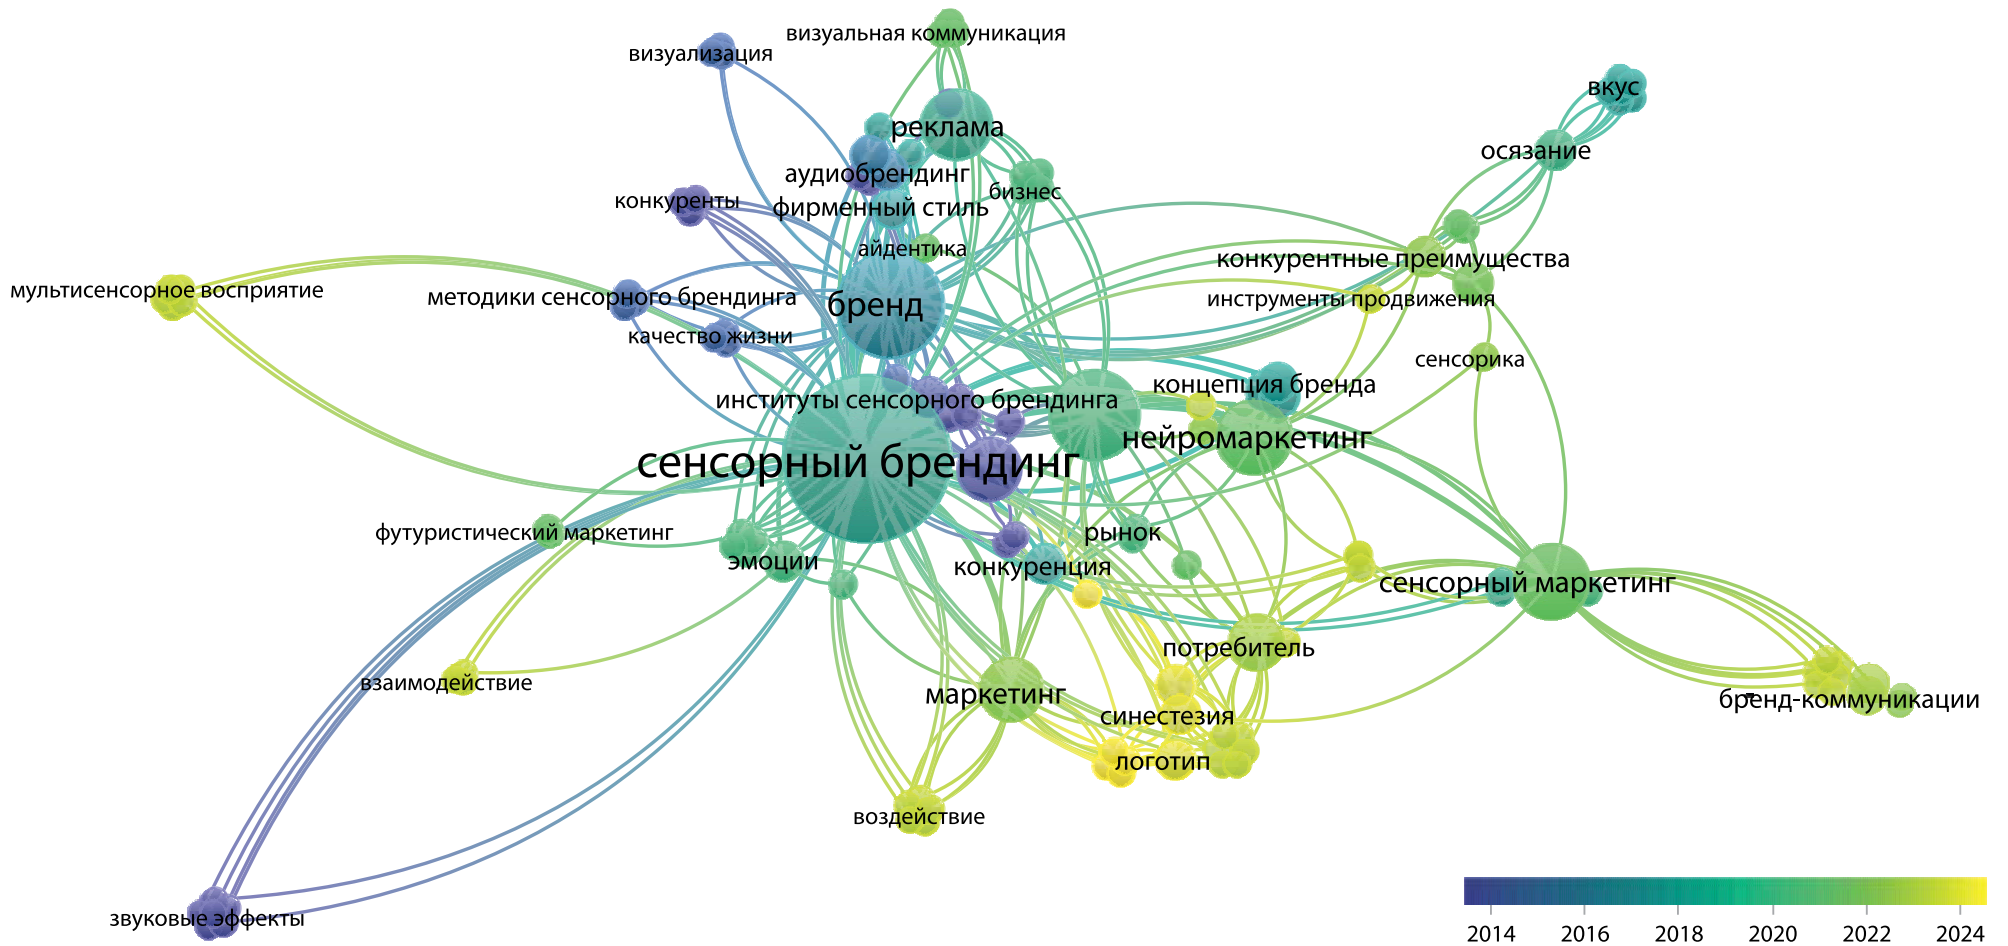 визуальная коммуникация
визуализация
вкус
реклама
осязание
аудиобрендинг
бизнес
конкуренты
фирменный стиль
айдентика
конкурентные преимущества
мультисенсорное восприятие
методики сенсорного брендинга
инструменты продвижения
бренд
качество жизни
сенсорика
концепция бренда
институты сенсорного брендинга
нейромаркетинг
сенсорный брендинг
футуристический маркетинг
рынок
эмоции
конкуренция
сенсорный маркетинг
потребитель
взаимодействие
маркетинг
бренд-коммуникации
синестезия
логотип
воздействие
звуковые эффекты
2014 2016 2018 2020 2022 2024